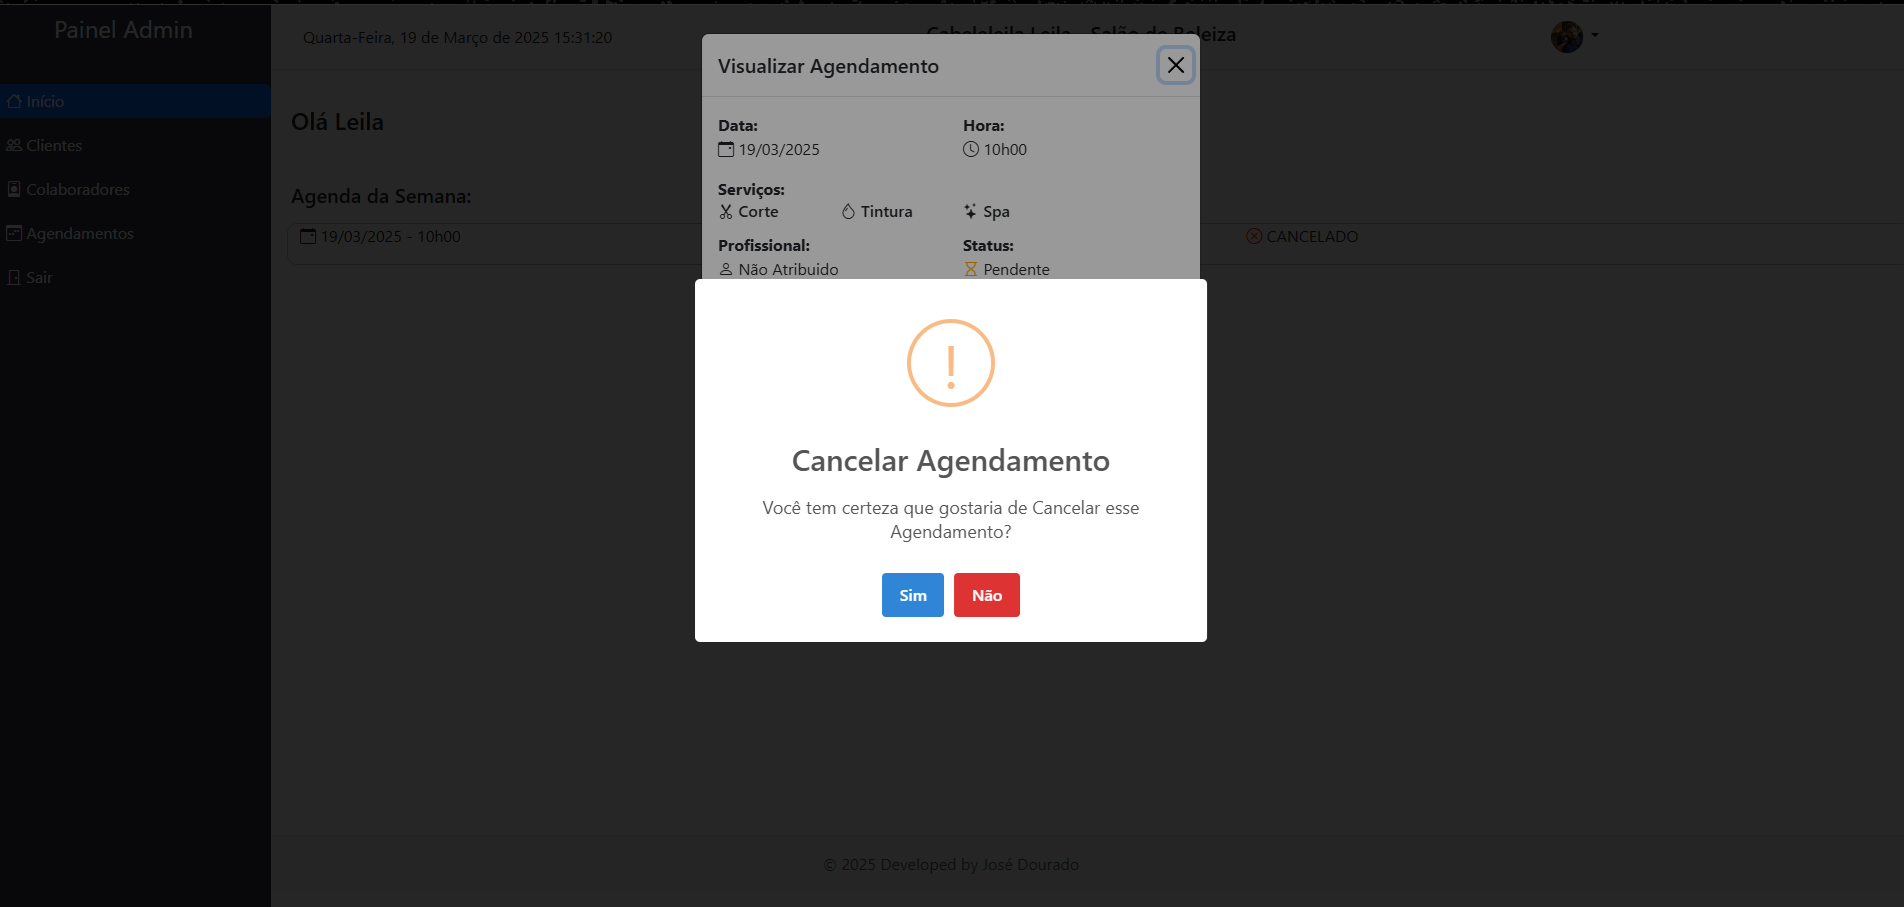 Painel Admin
Início
Clientes
Colaboradores
Agendamentos
Sair
Quarta-Feira, 19 de Março de 2025 15:31:20
Cabeleleila Leila - Salão de Beleiza
Olá Leila
Agenda da Semana:
19/03/2025 - 10h00
CANCELADO
Visualizar Agendamento
Data:
Hora:
19/03/2025
10h00
Serviços:
Corte
Tintura
Spa
Profissional:
Status:
Não Atribuido
Pendente
!
Cancelar Agendamento
Você tem certeza que gostaria de Cancelar esse
Agendamento?
Sim
Não
© 2025 Developed by José Dourado